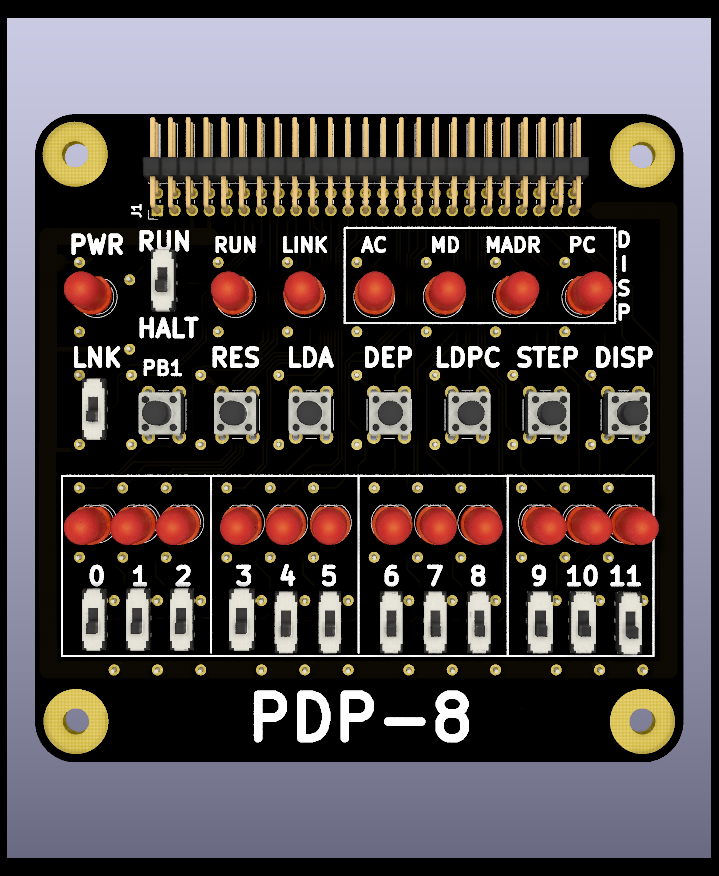 J1
PWR RUN RUN LINK AC MD MADR PC
DISP
HALT
LNK PB1 RES LDA DEP LDPC STEP DISP
0 1 2 3 4 5 6 7 8 9 10 11
PDP-8